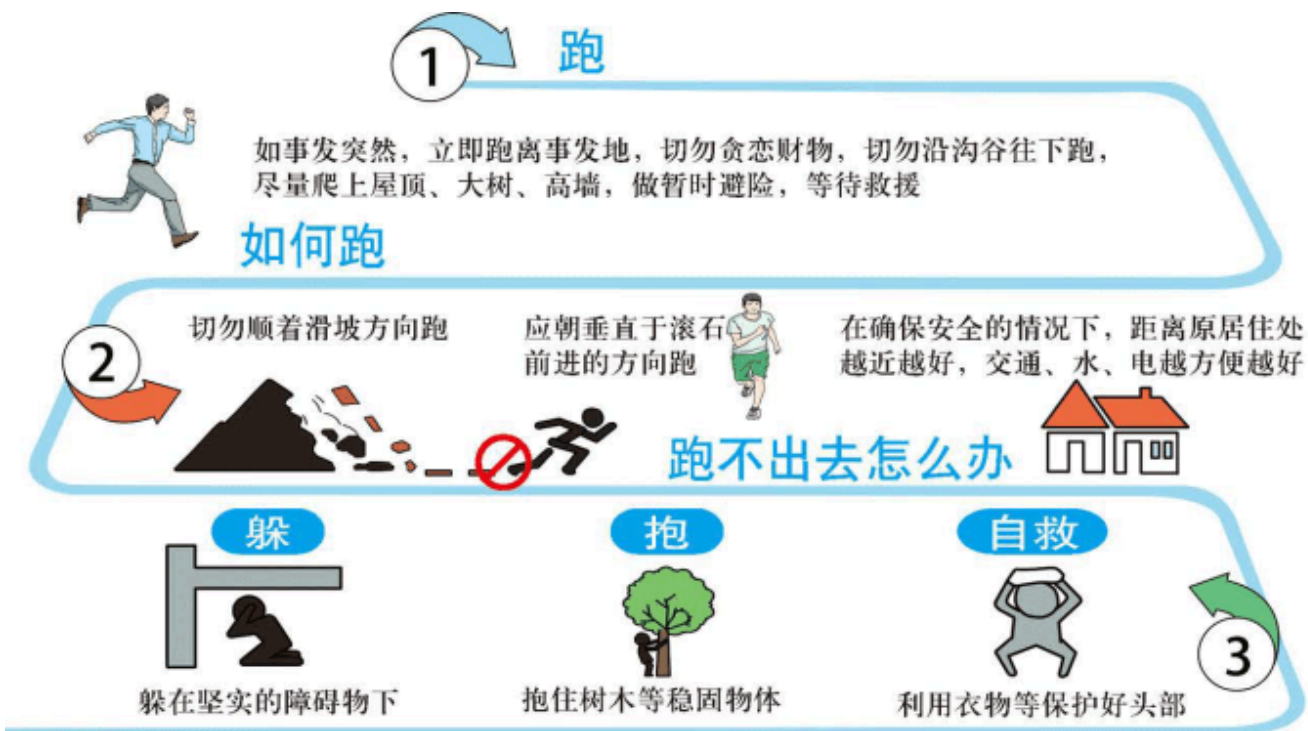 1
跑
如事发突然，立即跑离事发地，切勿贪恋财物，切勿沿沟谷往下跑，
尽量爬上屋顶、大树、高墙，做暂时避险，等待救援
如何跑
2
切勿顺着滑坡方向跑
应朝垂直于滚石
前进的方向跑
在确保安全的情况下，距离原居住处
越近越好，交通、水、电越方便越好
跑不出去怎么办
3
躲
躲在坚实的障碍物下
抱
抱住树木等稳固物体
自救
利用衣物等保护好头部